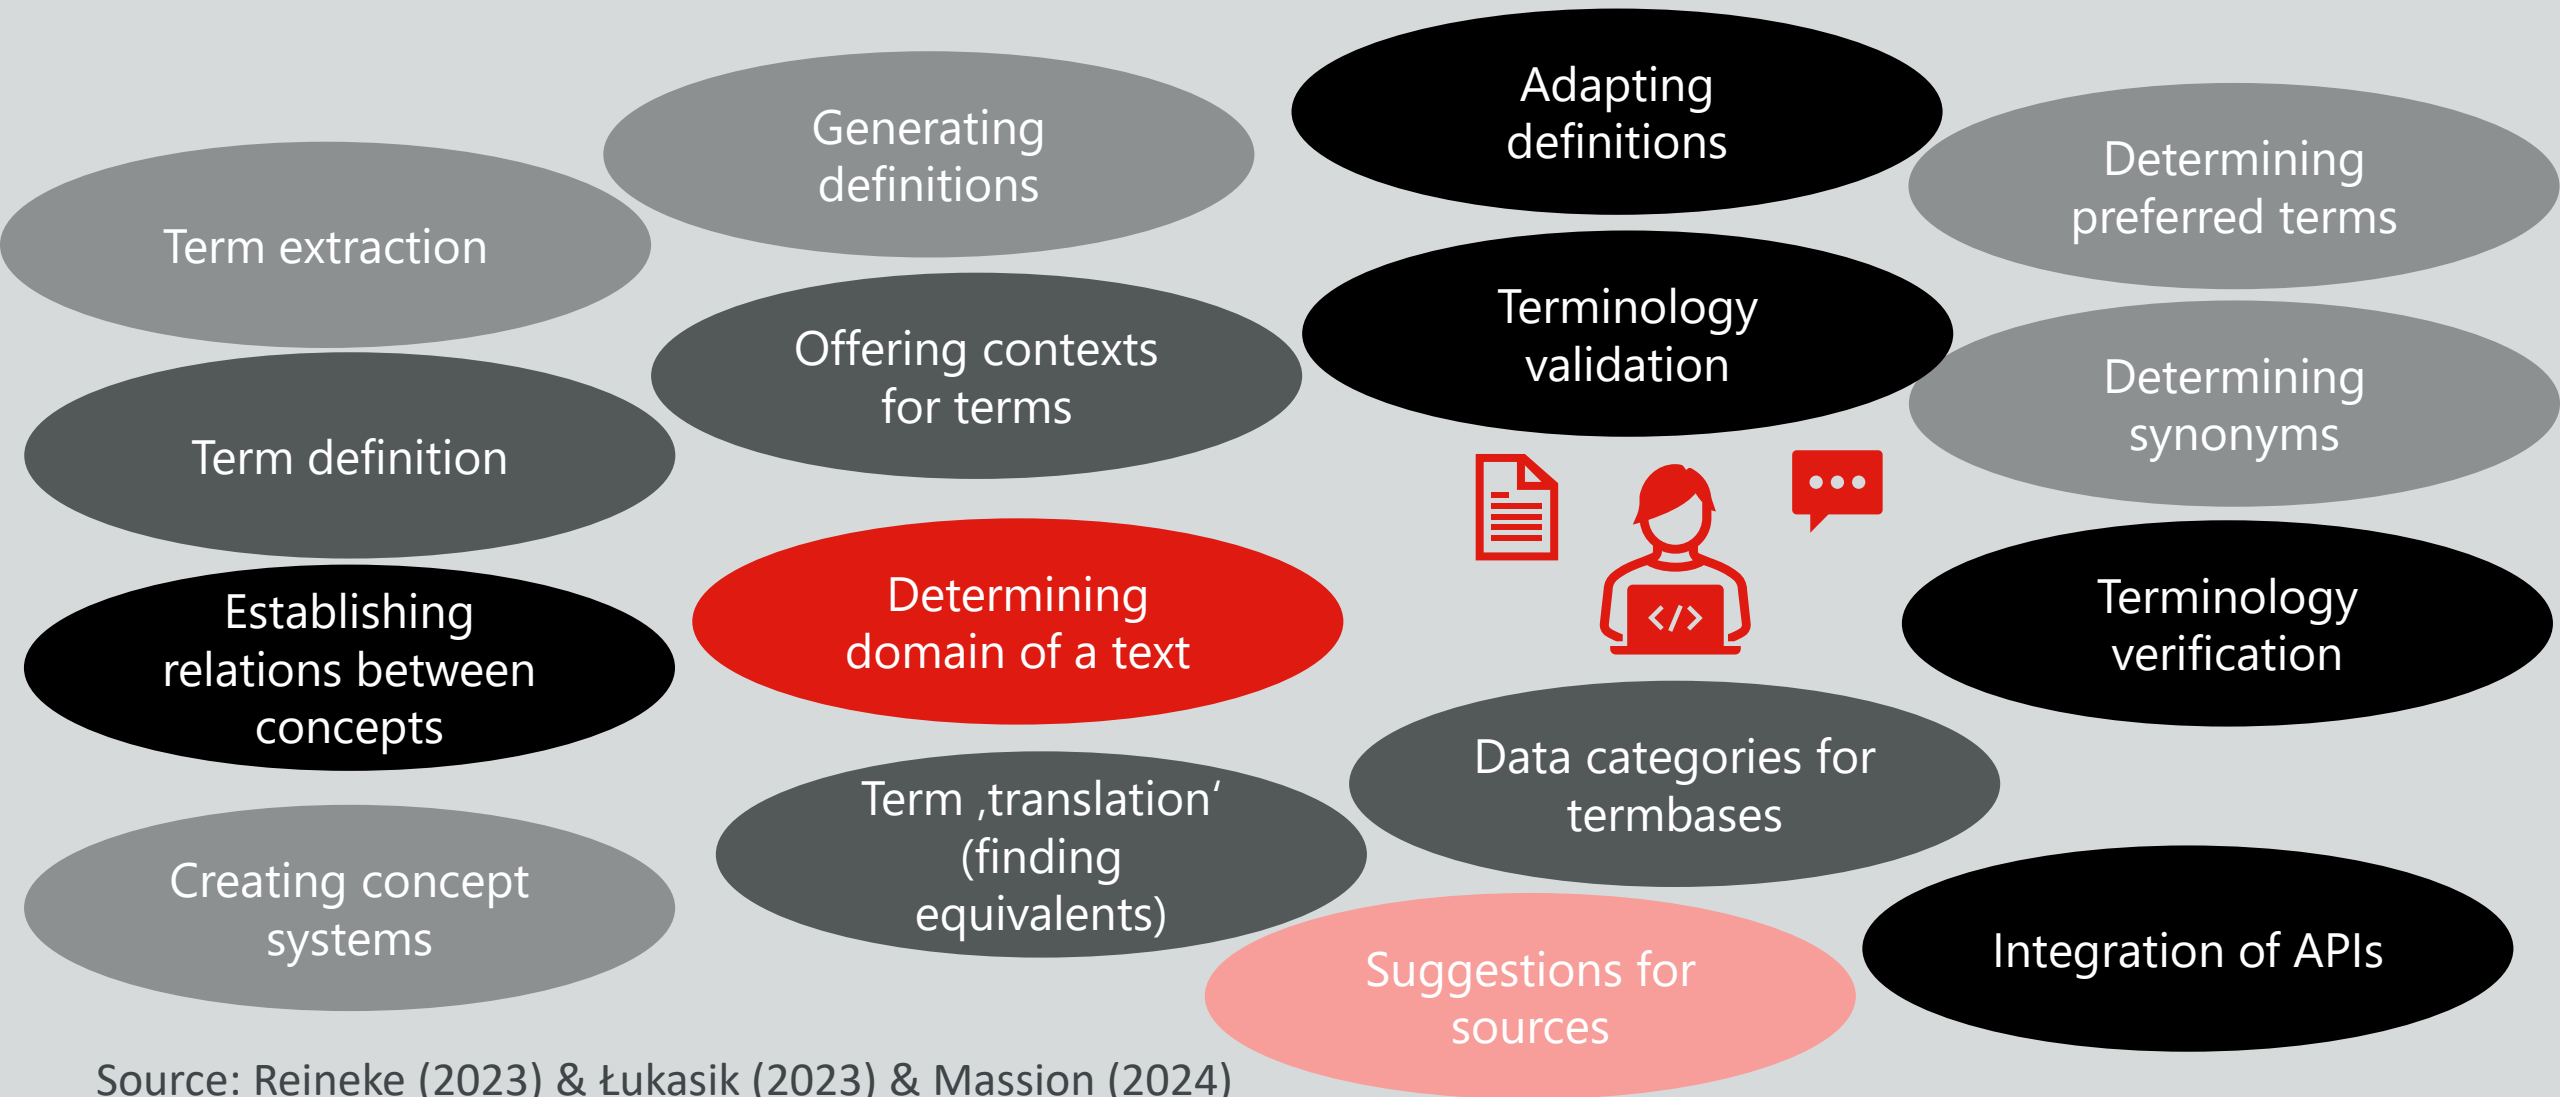 Term extraction
Generating
definitions
Adapting
definitions
Determining
preferred terms
Term definition
Offering contexts
for terms
Terminology
validation
Determining
synonyms
Establishing
relations between
concepts
Determining
domain of a text
</>
Terminology
verification
Creating concept
systems
Term ‚translation‘
(finding
equivalents)
Data categories for
termbases
Suggestions for
sources
Integration of APIs
Source: Reineke (2023) & Łukasik (2023) & Massion (2024)